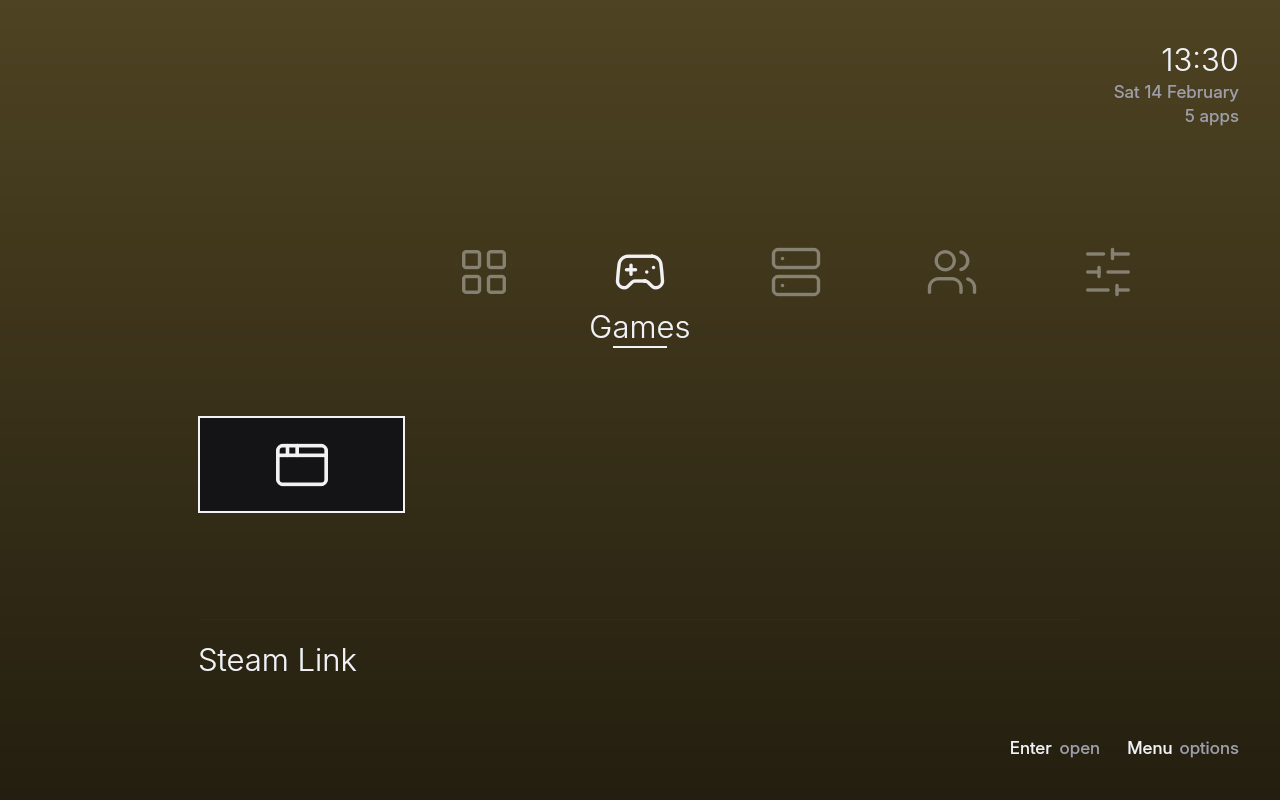 13:30
Sat 14 February
5 apps
Games
Steam Link
Enter open Menu options